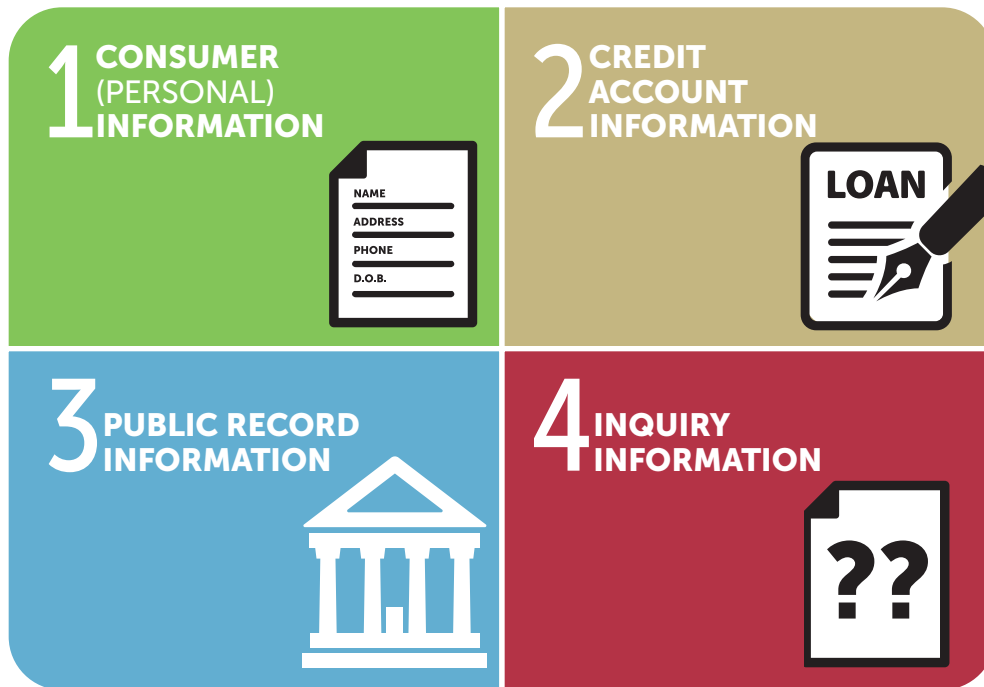 1 CONSUMER
(PERSONAL)
INFORMATION
NAME
ADDRESS
PHONE
D.O.B.
2 CREDIT
ACCOUNT
INFORMATION
LOAN
3 PUBLIC RECORD
INFORMATION
4 INQUIRY
INFORMATION
??